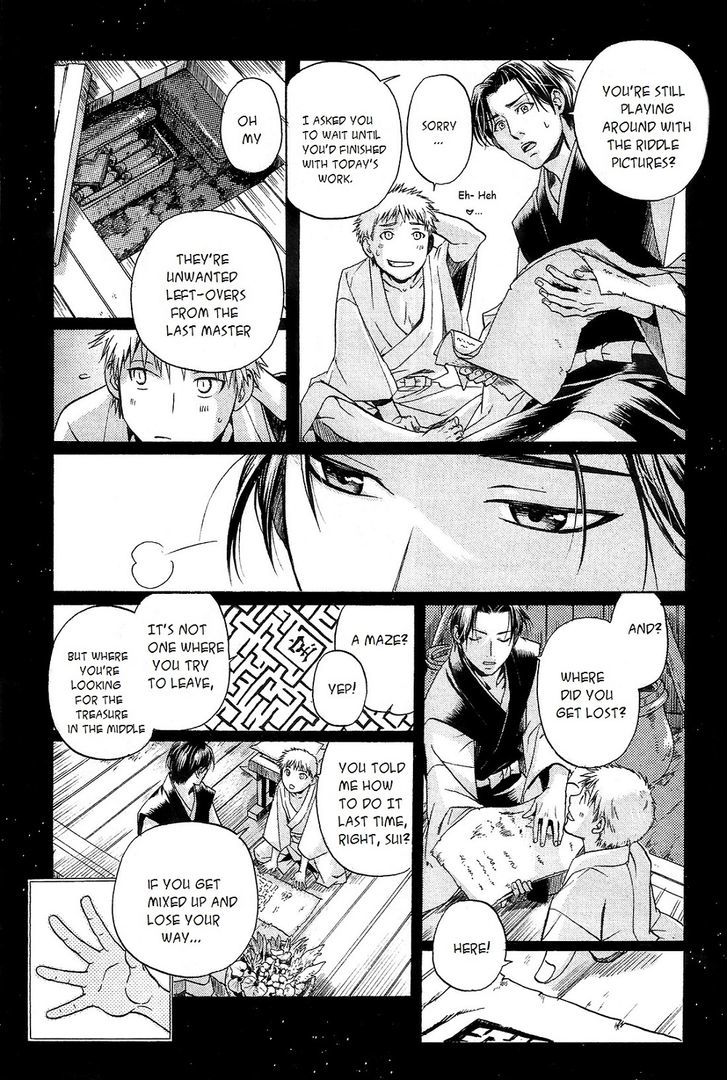 YOU'RE STILL
PLAYING
AROUND WITH
THE RIDDLE
PICTURES?
SORRY
...
I ASKED YOU
TO WAIT UNTIL
YOU'D FINISHED
WITH TODAY'S
WORK.
Eh- Heh
...
OH
MY
THEY'RE
UNWANTED
LEFT-OVERS
FROM THE
LAST MASTER
AND?
WHERE
DID YOU
GET LOST?
HERE!
A MAZE?
YEP!
IT'S NOT
ONE WHERE
YOU TRY
TO LEAVE,
BUT WHERE
YOU'RE
LOOKING
FOR THE
TREASURE
IN THE MIDDLE
YOU TOLD
ME HOW
TO DO IT
LAST TIME,
RIGHT, SUI?
IF YOU GET
MIXED UP AND
LOSE YOUR
WAY...